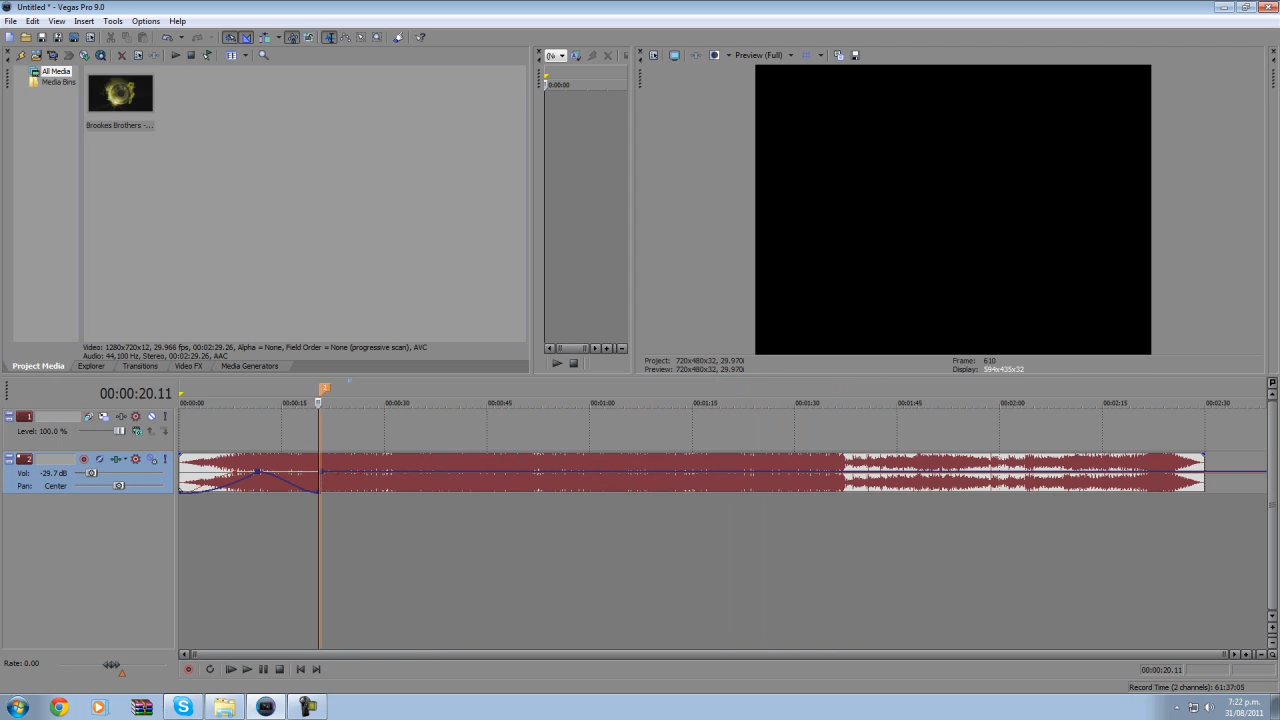 Untitled * - Vegas Pro 9.0
File Edit View Insert Tools Options Help
All Media
Media Bins
Brookes Brothers -...
Preview (Full)
0:00:00
Video: 1280x720x12, 29.966 fps, 00:02:29.26, Alpha = None, Field Order = None (progressive scan), AVC
Audio: 44,100 Hz, Stereo, 00:02:29.26, AAC
Project Media Explorer Transitions Video FX Media Generators
Project: 720x480x32, 29.970i
Preview: 720x480x32, 29.970i
Frame: 610
Display: 594x435x32
00:00:20.11
2
00:00:00 00:00:15 00:00:30 00:00:45 00:01:00 00:01:15 00:01:30 00:01:45 00:02:00 00:02:15 00:02:30
1
Level: 100.0 %
2
Vol: -29.7 dB
Pan: Center
Rate: 0.00
00:00:20.11
Record Time (2 channels): 61:37:05
7:22 p.m.
31/08/2011